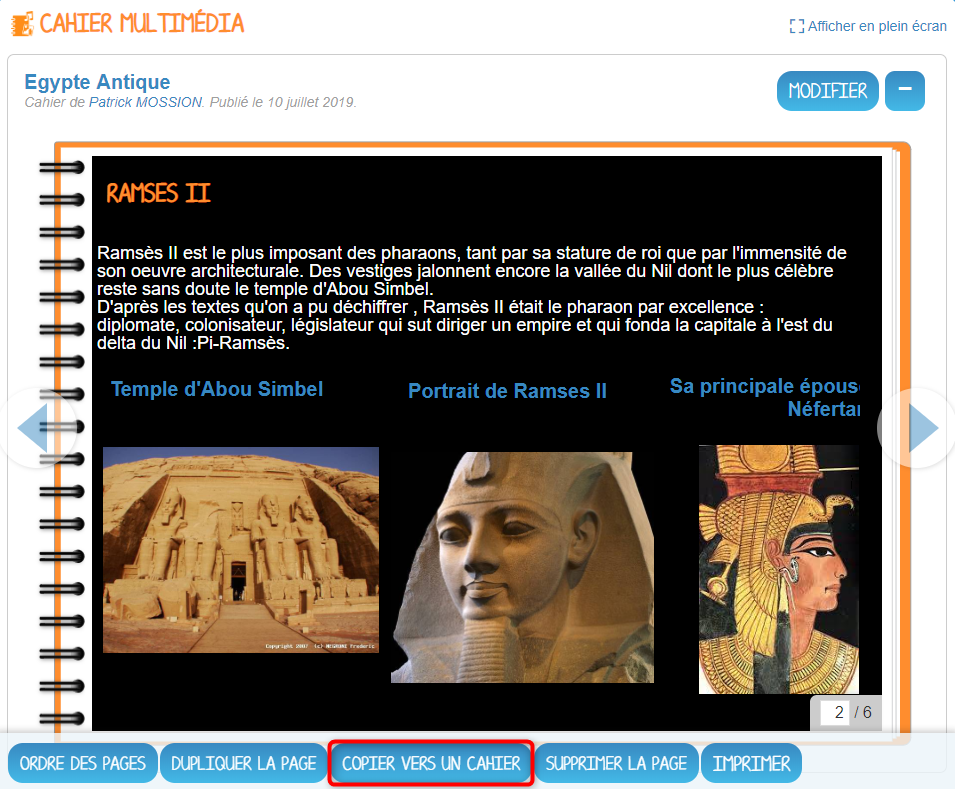 CAHIER MULTIMÉDIA
Afficher en plein écran
Egypte Antique
Cahier de Patrick MOSSION. Publié le 10 juillet 2019.
MODIFIER
–
RAMSES II
Ramsès II est le plus imposant des pharaons, tant par sa stature de roi que par l'immensité de
son oeuvre architecturale. Des vestiges jalonnent encore la vallée du Nil dont le plus célèbre
reste sans doute le temple d'Abou Simbel.
D'après les textes qu'on a pu déchiffrer , Ramsès II était le pharaon par excellence :
diplomate, colonisateur, législateur qui sut diriger un empire et qui fonda la capitale à l'est du
delta du Nil :Pi-Ramsès.
Temple d'Abou Simbel
Portrait de Ramses II
Sa principale épous
Néfertar
Copyright 2007 (c) MESRUKE Frederic
2 / 6
ORDRE DES PAGES
DUPLIQUER LA PAGE
COPIER VERS UN CAHIER
SUPPRIMER LA PAGE
IMPRIMER